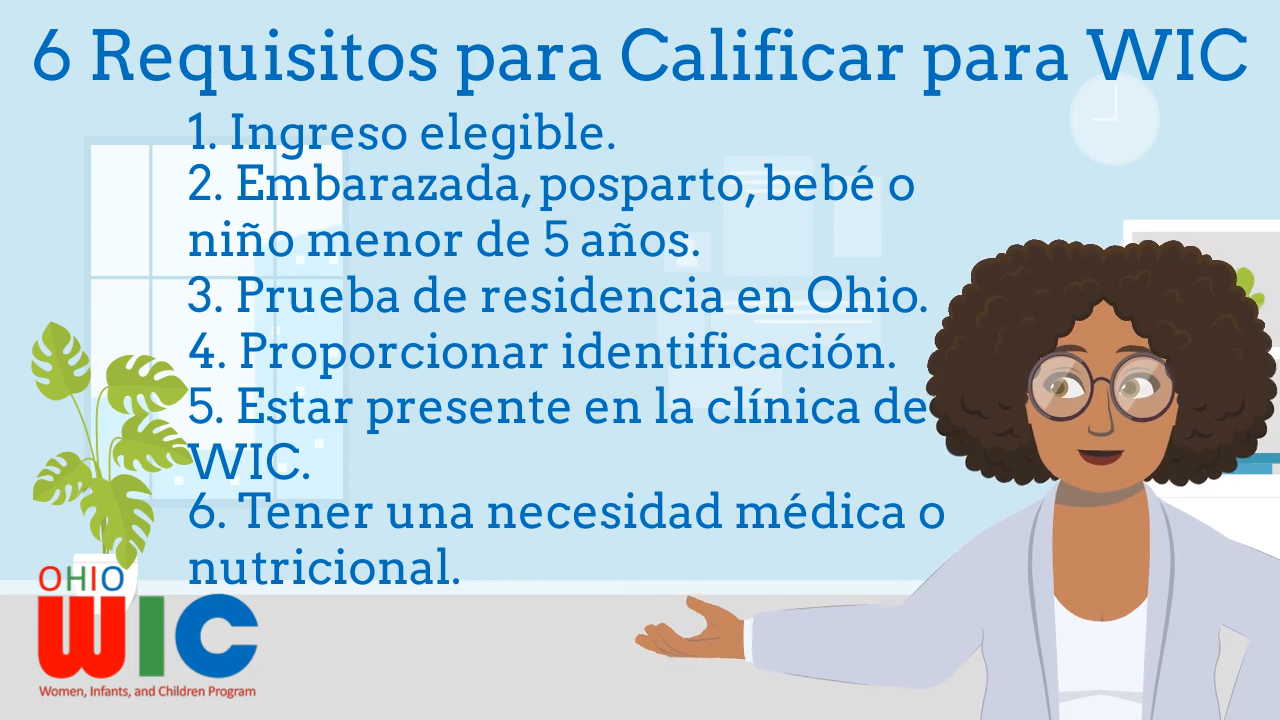 6 Requisitos para Calificar para WIC
1. Ingreso elegible.
2. Embarazada, posparto, bebé o
niño menor de 5 años.
3. Prueba de residencia en Ohio.
4. Proporcionar identificación.
5. Estar presente en la clínica de
WIC.
6. Tener una necesidad médica o
nutricional.
OHIO
WIC
Women, Infants, and Children Program